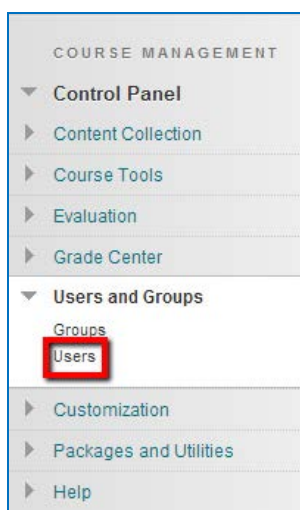 COURSE MANAGEMENT
Control Panel
Content Collection
Course Tools
Evaluation
Grade Center
Users and Groups
Groups
Users
Customization
Packages and Utilities
Help